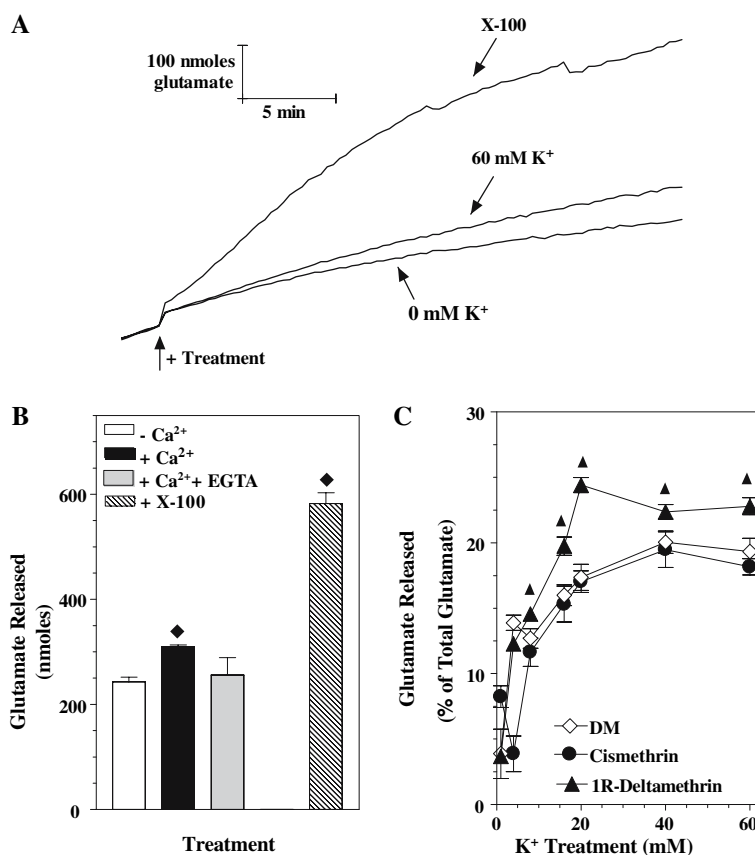 A
X-100
100 nmoles
glutamate
5 min
60 mM K⁺
0 mM K⁺
+ Treatment
B
- Ca²⁺
+ Ca²⁺
+ Ca²⁺+ EGTA
+ X-100
800
600
400
200
0
Glutamate Released
(nmoles)
Treatment
C
30
20
10
0
Glutamate Released
(% of Total Glutamate)
DM
Cismethrin
1R-Deltamethrin
0 20 40 60
K⁺ Treatment (mM)